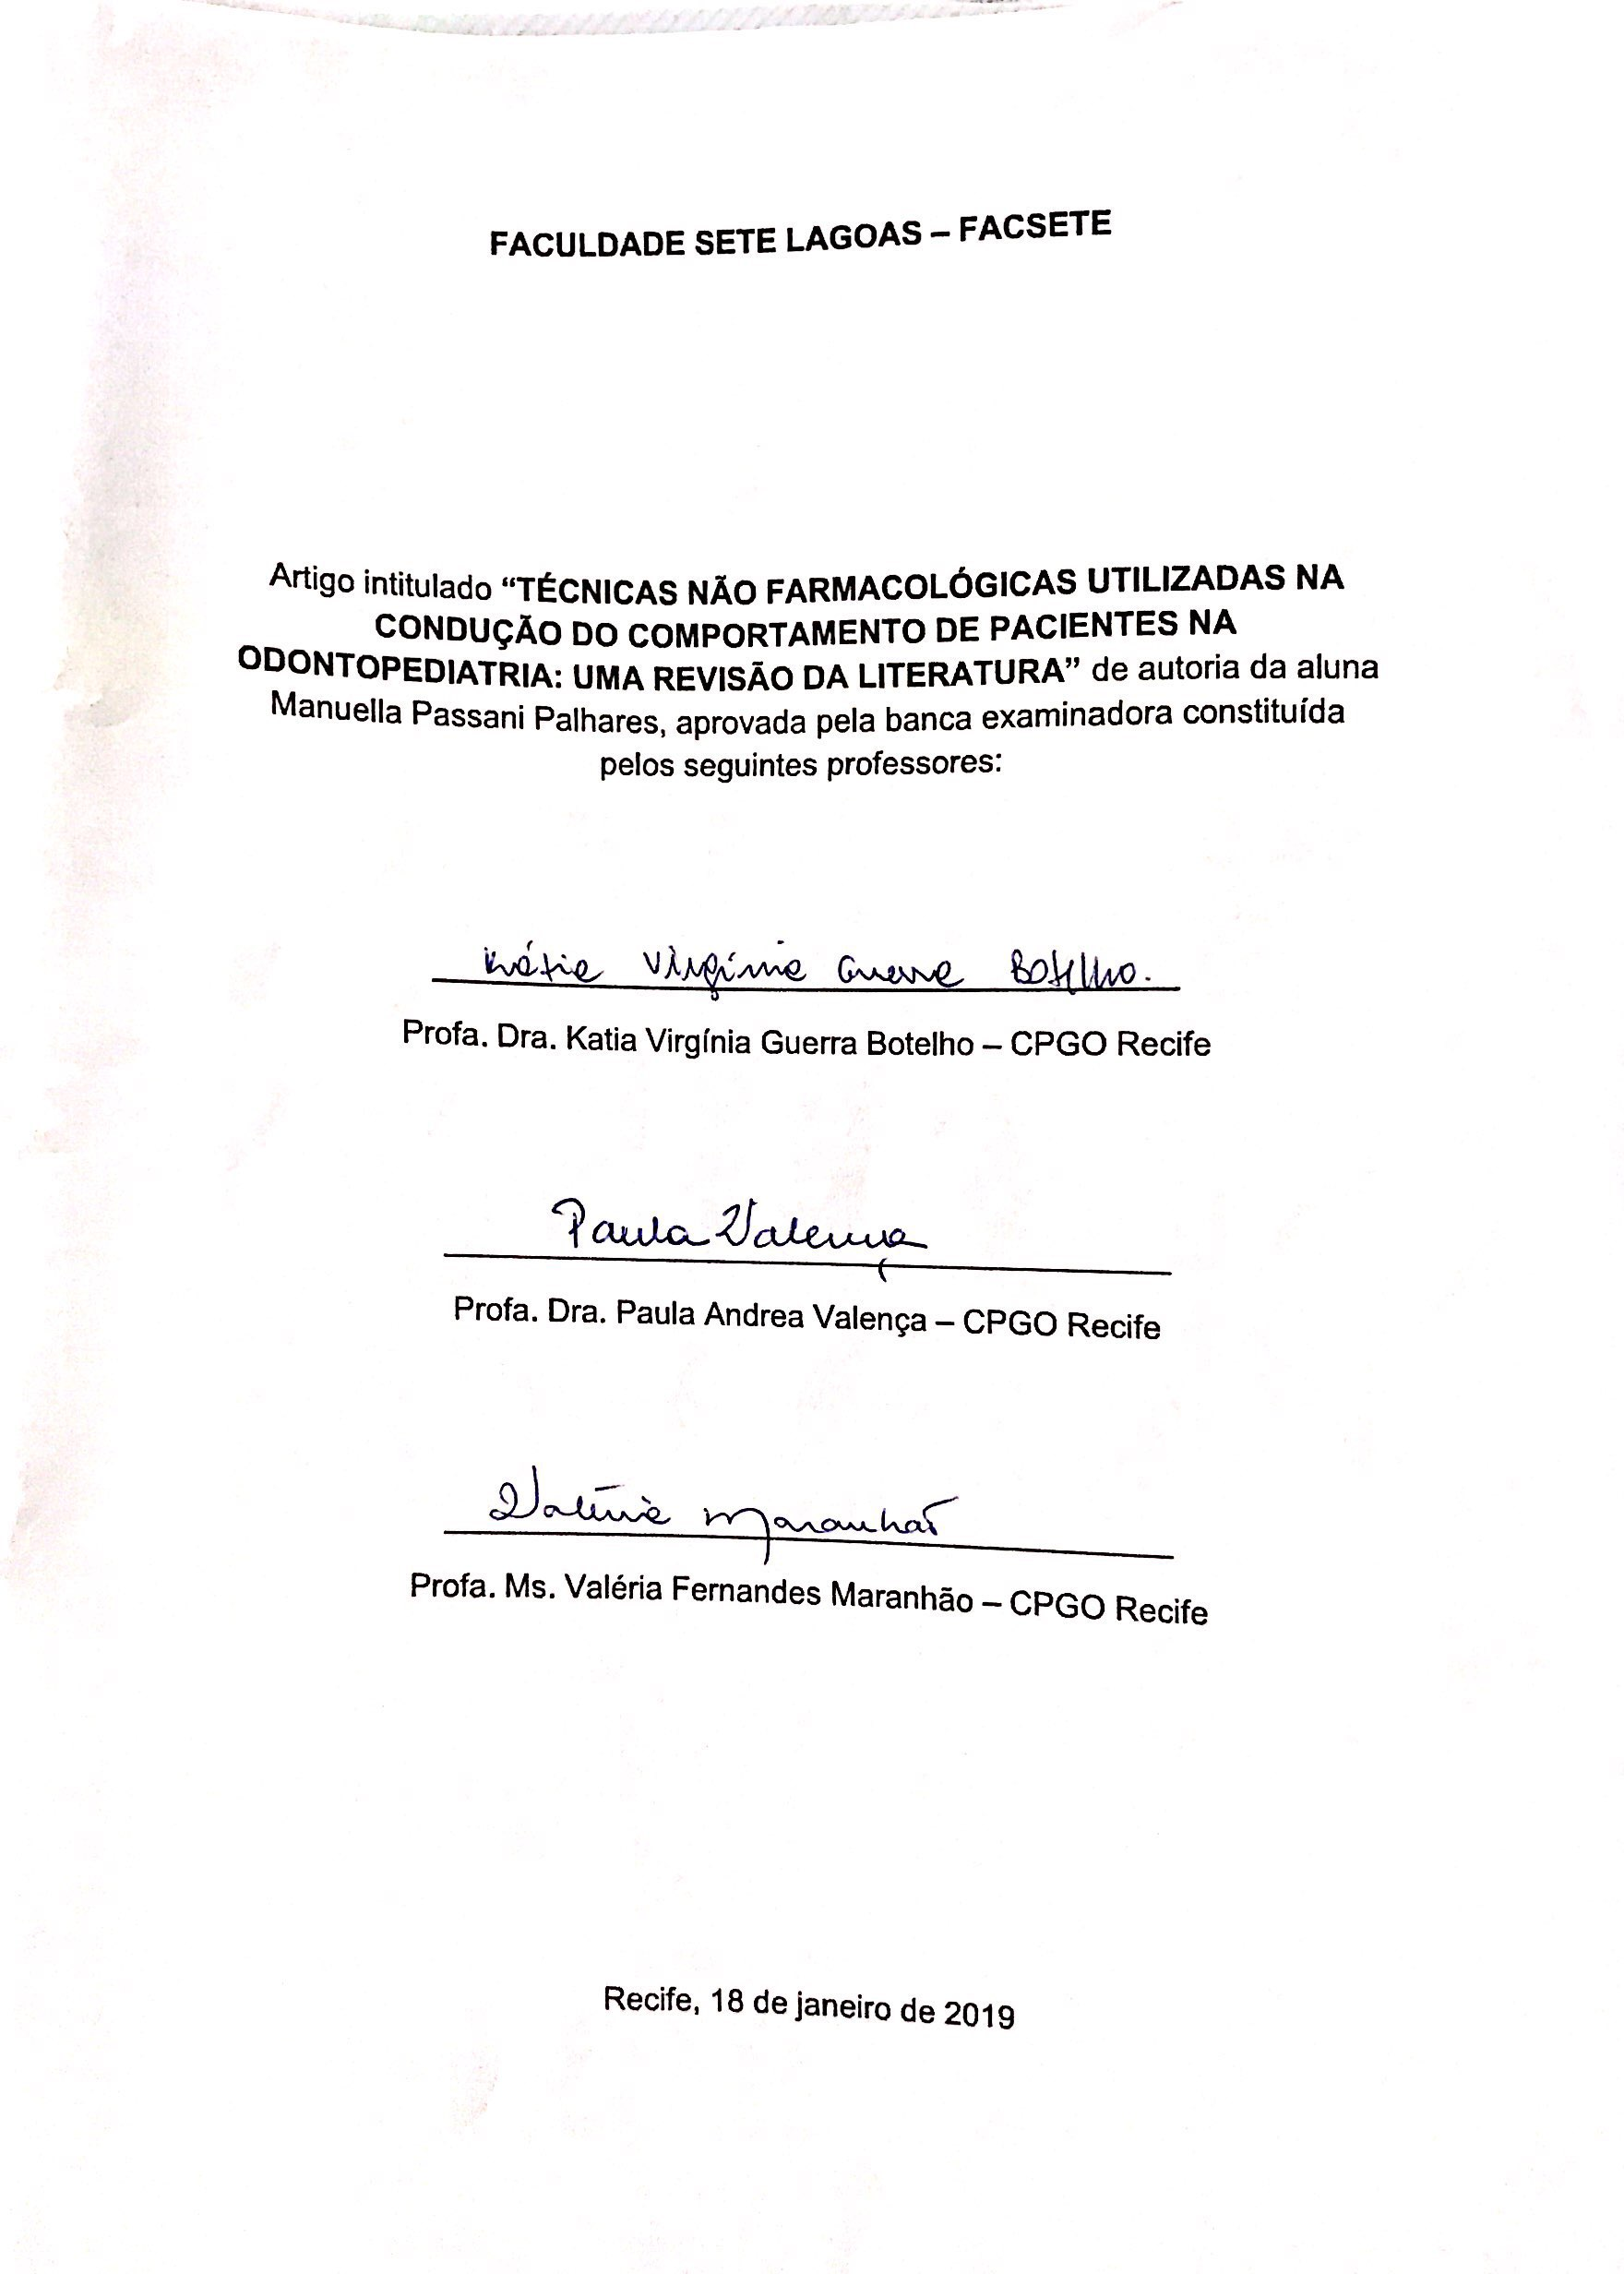 FACULDADE SETE LAGOAS – FACSETE
Artigo intitulado “TÉCNICAS NÃO FARMACOLÓGICAS UTILIZADAS NA
CONDUÇÃO DO COMPORTAMENTO DE PACIENTES NA
ODONTOPEDIATRIA: UMA REVISÃO DA LITERATURA” de autoria da aluna
Manuella Passani Palhares, aprovada pela banca examinadora constituída
pelos seguintes professores:
Kátia Virgínia Guerra Botelho.
Profa. Dra. Katia Virgínia Guerra Botelho – CPGO Recife
Paula Valença
Profa. Dra. Paula Andrea Valença – CPGO Recife
Valéria Maranhão
Profa. Ms. Valéria Fernandes Maranhão – CPGO Recife
Recife, 18 de janeiro de 2019